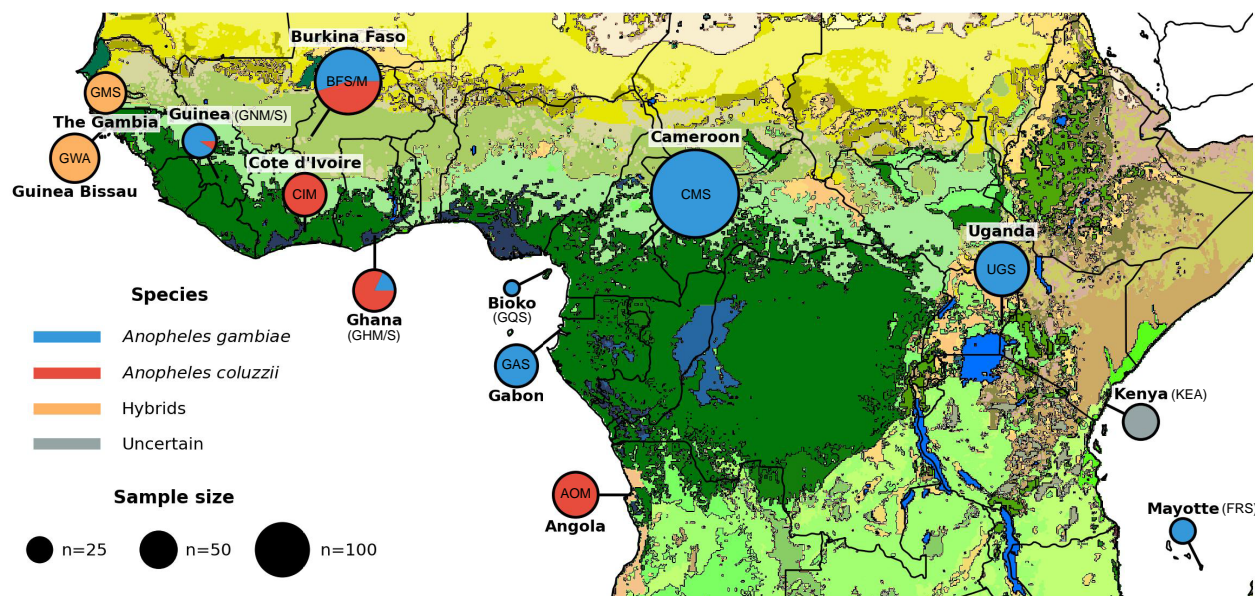 Burkina Faso
BFS/M
GMS
The Gambia
Guinea (GNM/S)
GWA
Guinea Bissau
Cote d'Ivoire
CIM
Cameroon
CMS
Uganda
UGS
Ghana
(GHM/S)
Bioko
(GQS)
GAS
Gabon
Kenya (KEA)
AOM
Angola
Mayotte (FRS)
Species
Anopheles gambiae
Anopheles coluzzii
Hybrids
Uncertain
Sample size
n=25
n=50
n=100